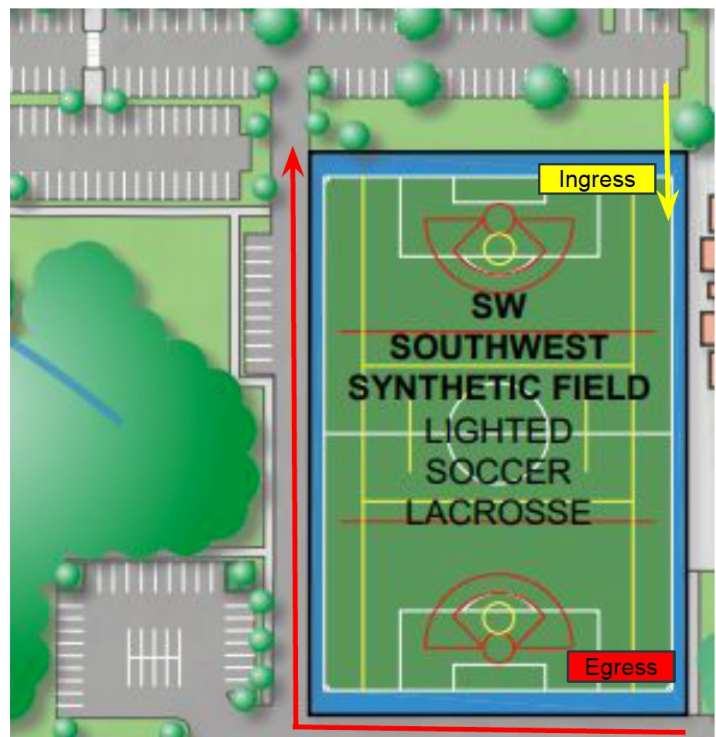 Ingress
SW
SOUTHWEST
SYNTHETIC FIELD
LIGHTED
SOCCER
LACROSSE
Egress